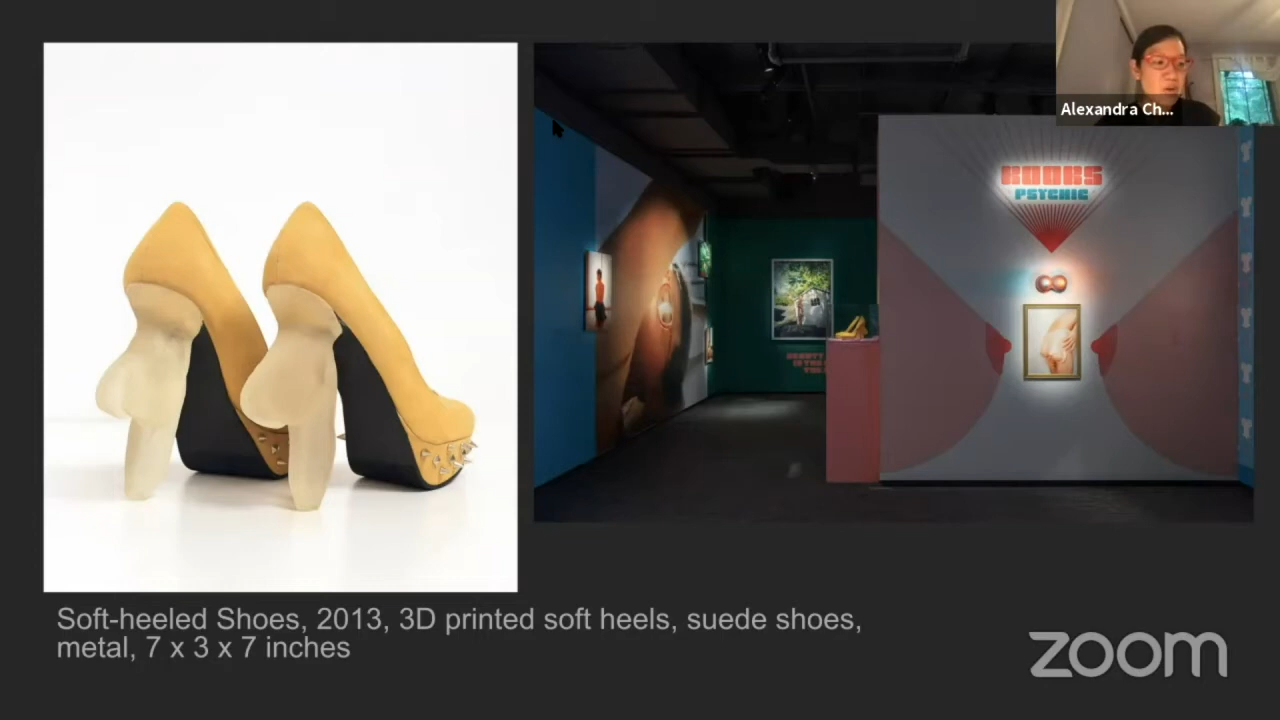 Alexandra Ch...
PSYCHIC
Soft-heeled Shoes, 2013, 3D printed soft heels, suede shoes,
metal, 7 x 3 x 7 inches
zoom